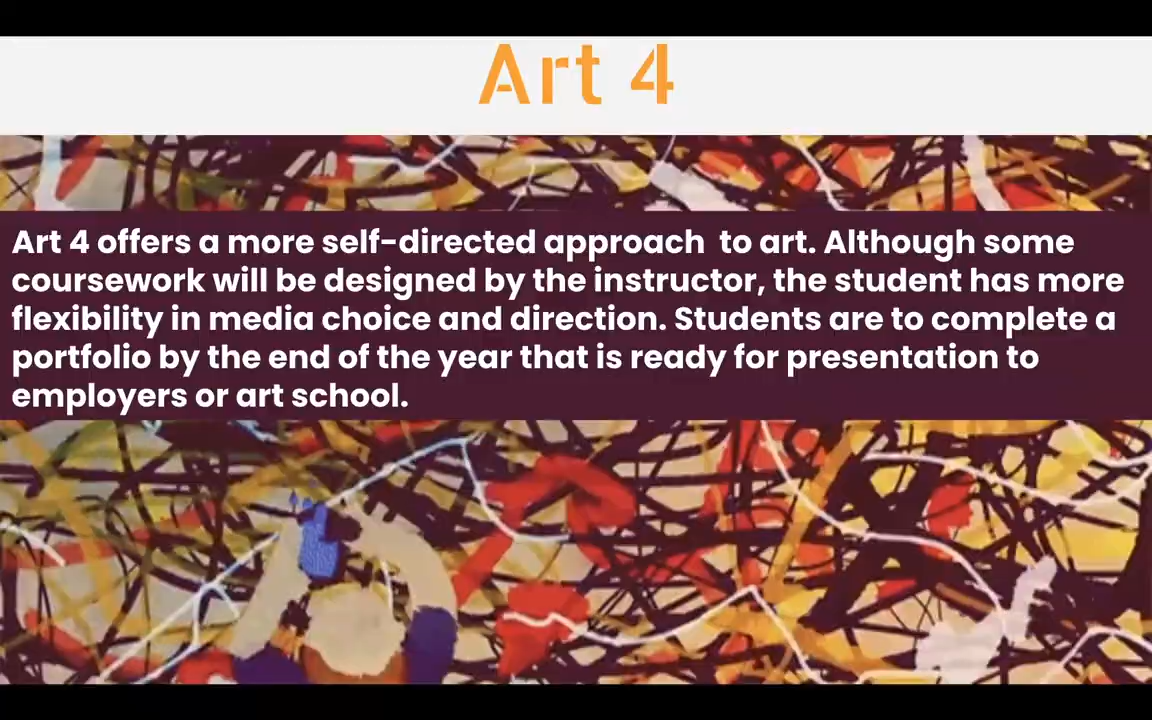 Art 4
Art 4 offers a more self-directed approach  to art. Although some
coursework will be designed by the instructor, the student has more
flexibility in media choice and direction. Students are to complete a
portfolio by the end of the year that is ready for presentation to
employers or art school.